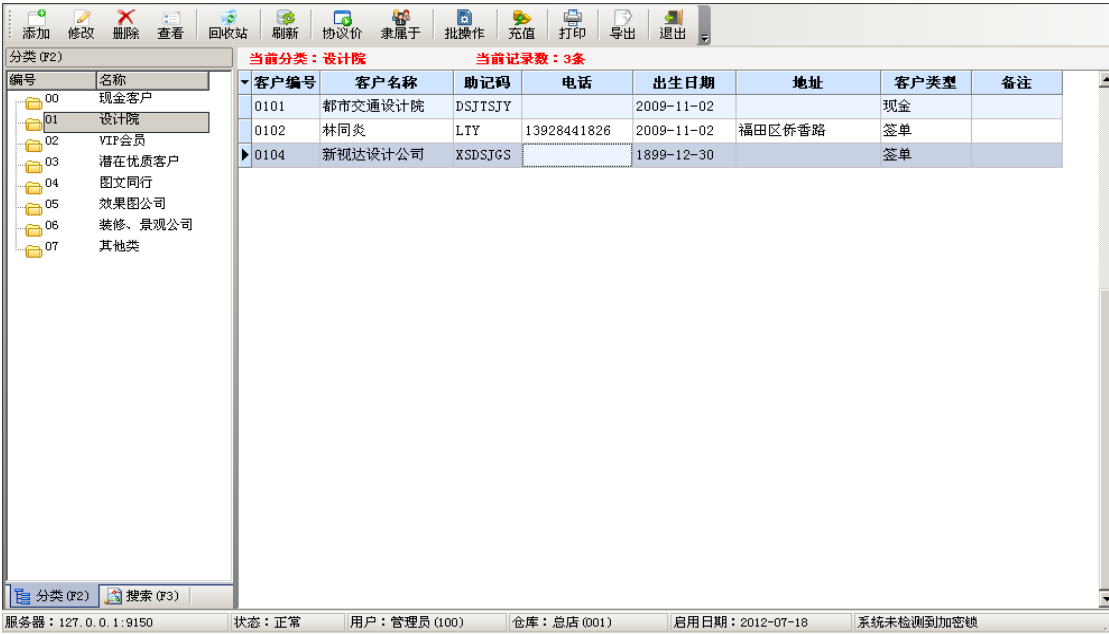 添加 修改 删除 查看 回收站 刷新 协议价 隶属于 批操作 充值 打印 导出 退出
分类(F2) 当前分类：设计院 当前记录数：3条
编号 名称 客户编号 客户名称 助记码 电话 出生日期 地址 客户类型 备注
00 现金客户
01 设计院
02 VIP会员
03 潜在优质客户
04 图文同行
05 效果图公司
06 装修、景观公司
07 其他类
0101 都市交通设计院 DSJTSJY 2009-11-02 现金
0102 林同炎 LTY 13928441826 2009-11-02 福田区侨香路 签单
0104 新视达设计公司 XSDSJGS 1899-12-30 签单
分类(F2) 搜索(F3)
服务器：127.0.0.1:9150 状态：正常 用户：管理员(100) 仓库：总店(001) 启用日期：2012-07-18 系统未检测到加密锁